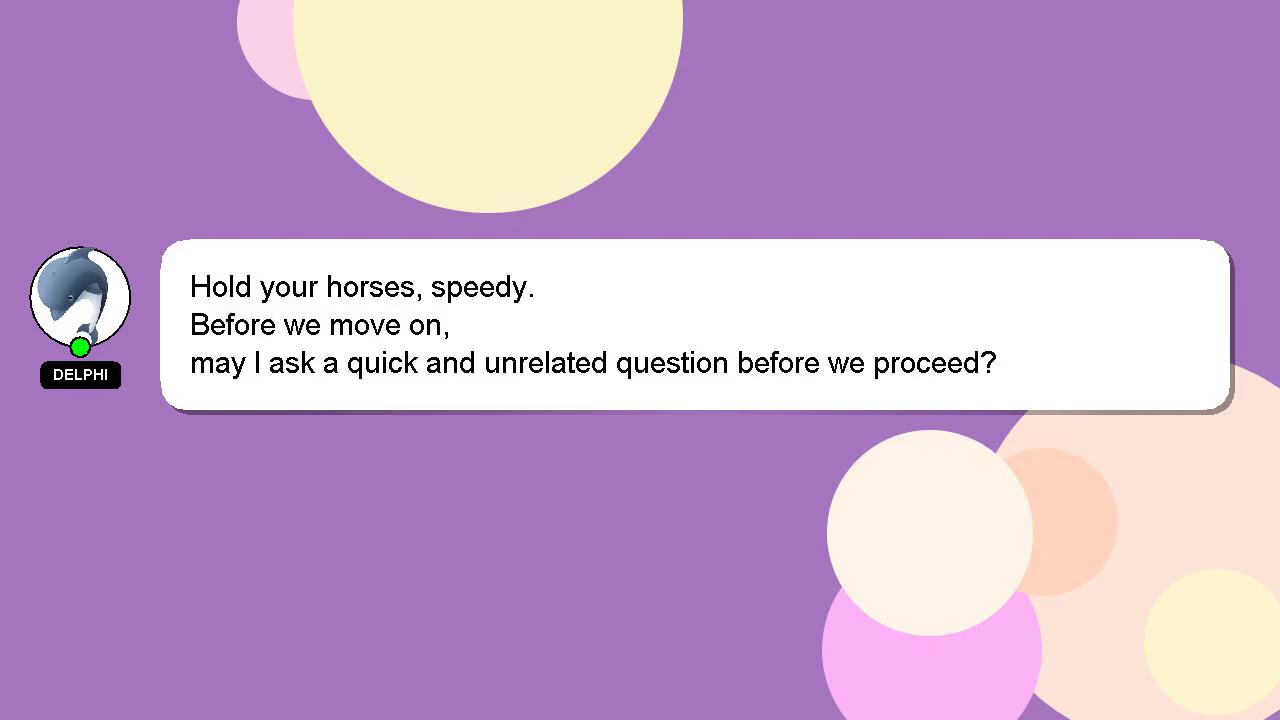 Hold your horses, speedy.
Before we move on,
may I ask a quick and unrelated question before we proceed?
DELPHI